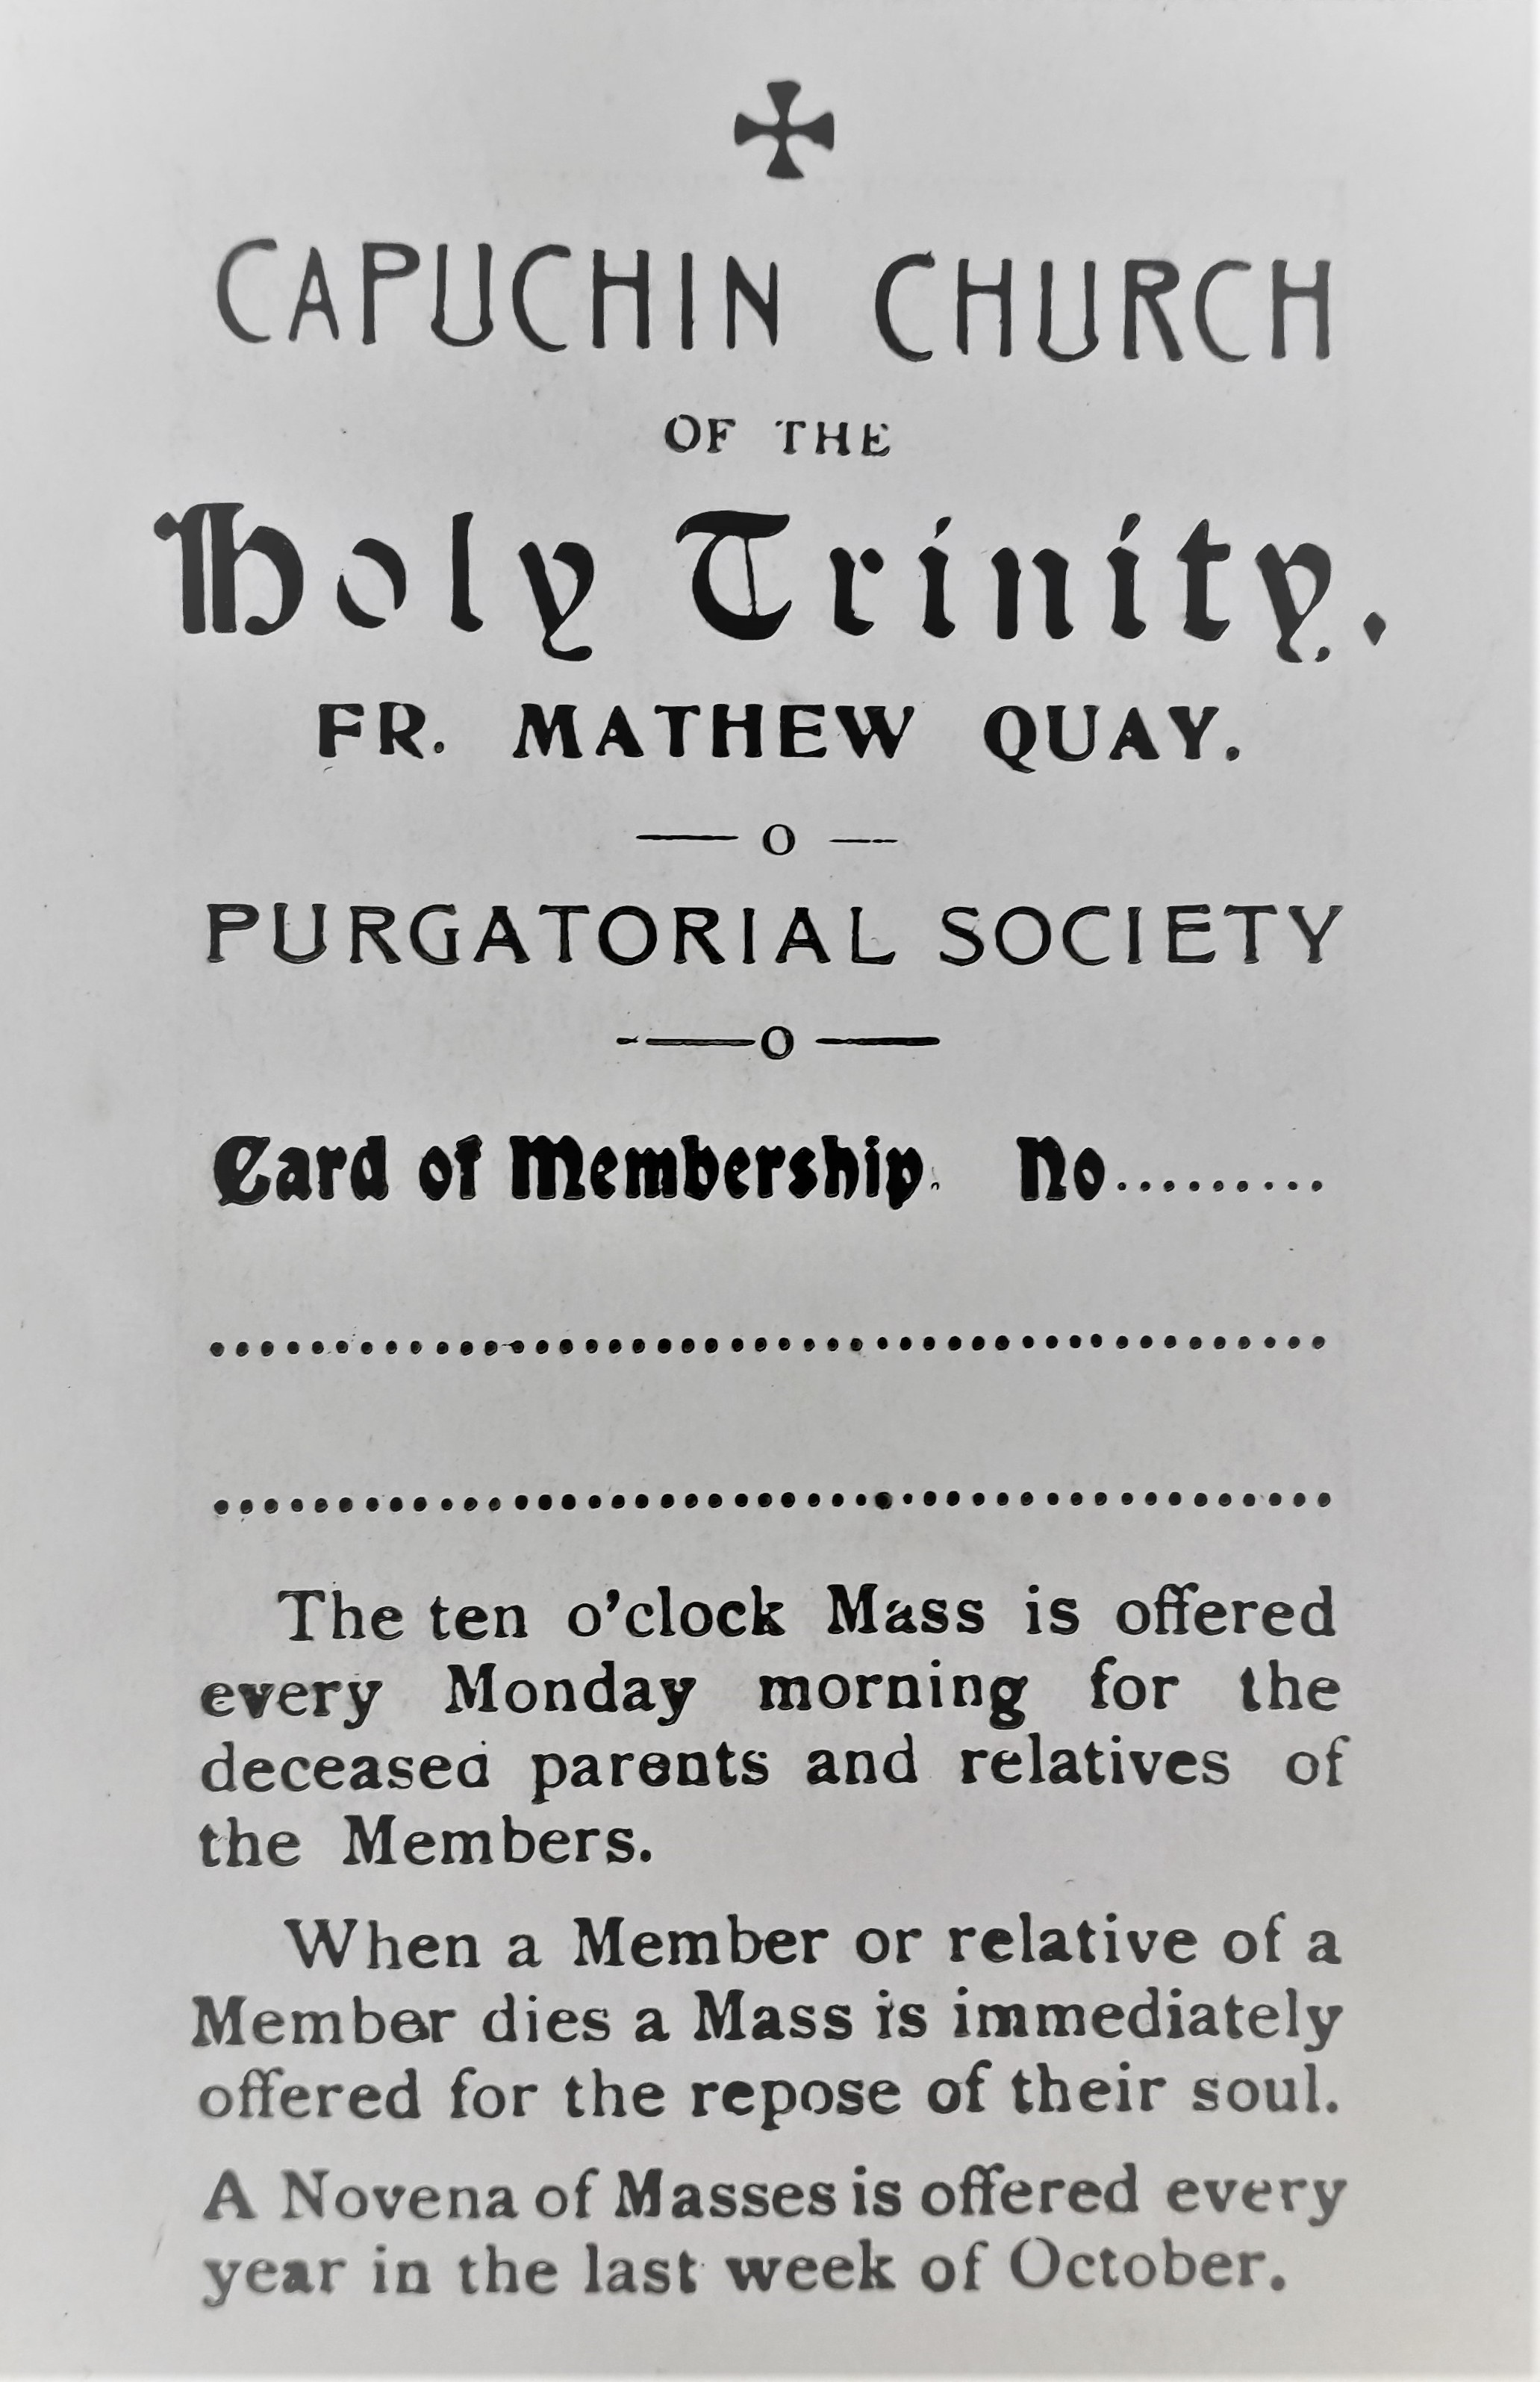 CAPUCHIN CHURCH
OF THE
Holy Trinity.
FR. MATHEW QUAY.
— o —
PURGATORIAL SOCIETY
— o —
Card of Membership. No..........
The ten o'clock Mass is offered
every Monday morning for the
deceased parents and relatives of
the Members.
When a Member or relative of a
Member dies a Mass is immediately
offered for the repose of their soul.
A Novena of Masses is offered every
year in the last week of October.